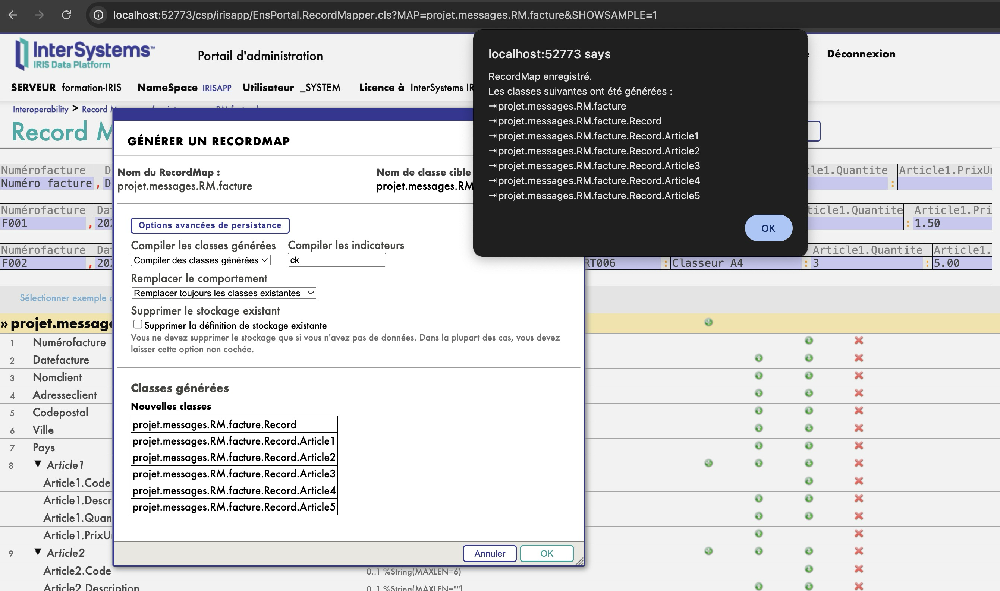 localhost:52773/csp/irisapp/EnsPortal.RecordMapper.cls?MAP=projet.messages.RM.facture&SHOWSAMPLE=1
InterSystems™
IRIS Data Platform
Portail d'administration
Déconnexion
SERVEUR formation-IRIS NameSpace IRISAPP Utilisateur _SYSTEM Licence à InterSystems
Interoperability > Record
Record
localhost:52773 says
RecordMap enregistré.
Les classes suivantes ont été générées :
→projet.messages.RM.facture
→projet.messages.RM.facture.Record
→projet.messages.RM.facture.Record.Article1
→projet.messages.RM.facture.Record.Article2
→projet.messages.RM.facture.Record.Article3
→projet.messages.RM.facture.Record.Article4
→projet.messages.RM.facture.Record.Article5
OK
GÉNÉRER UN RECORDMAP
Nom du RecordMap :
projet.messages.RM.facture
Nom de classe cible
projet.messages.RM
Options avancées de persistance
Compiler les classes générées
Compiler des classes générées
Compiler les indicateurs
ck
Remplacer le comportement
Remplacer toujours les classes existantes
Supprimer le stockage existant
Supprimer la définition de stockage existante
Vous ne devez supprimer le stockage que si vous n'avez pas de données. Dans la plupart des cas, vous devez
laisser cette option non cochée.
Classes générées
Nouvelles classes
projet.messages.RM.facture.Record
projet.messages.RM.facture.Record.Article1
projet.messages.RM.facture.Record.Article2
projet.messages.RM.facture.Record.Article3
projet.messages.RM.facture.Record.Article4
projet.messages.RM.facture.Record.Article5
Annuler OK
Numérofacture D cle1.Quantite Article1.PrixU
Numéro facture , D :
Numérofacture Dat ticle1.Quantite Article1.Pri
F001 , 202 : 1.50
Numérofacture Dat Article1.Quantite Article1.
F002 , 202 RT006 : Classeur A4 : 3 : 5.00
Sélectionner exemple
» projet.message
1 Numérofacture
2 Datefacture
3 Nomclient
4 Adresseclient
5 Codepostal
6 Ville
7 Pays
8 ▼ Article1
Article1.Code
Article1.Descr
Article1.Quan
Article1.PrixU
9 ▼ Article2
Article2.Code 0..1 %String(MAXLEN=6)
Article2.Description 0..1 %String(MAXLEN="")